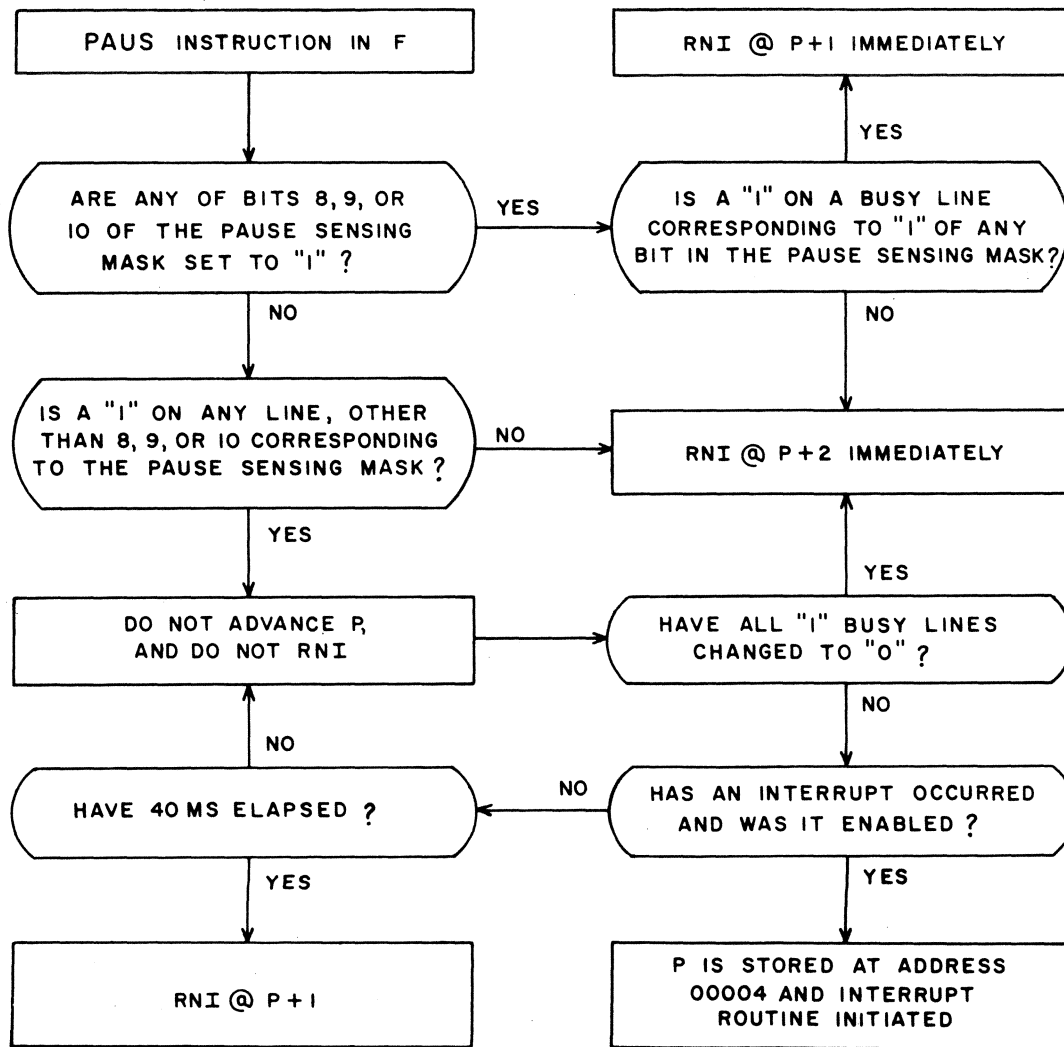 PAUS INSTRUCTION IN F
RNI @ P+1 IMMEDIATELY
YES
ARE ANY OF BITS 8, 9, OR
10 OF THE PAUSE SENSING
MASK SET TO "1" ?
YES
IS A "1" ON A BUSY LINE
CORRESPONDING TO "1" OF ANY
BIT IN THE PAUSE SENSING MASK?
NO
NO
IS A "1" ON ANY LINE, OTHER
THAN 8, 9, OR 10 CORRESPONDING
TO THE PAUSE SENSING MASK ?
NO
RNI @ P+2 IMMEDIATELY
YES
YES
DO NOT ADVANCE P,
AND DO NOT RNI
HAVE ALL "1" BUSY LINES
CHANGED TO "0" ?
NO
NO
HAVE 40 MS ELAPSED ?
NO
HAS AN INTERRUPT OCCURRED
AND WAS IT ENABLED ?
YES
YES
RNI @ P+1
P IS STORED AT ADDRESS
00004 AND INTERRUPT
ROUTINE INITIATED